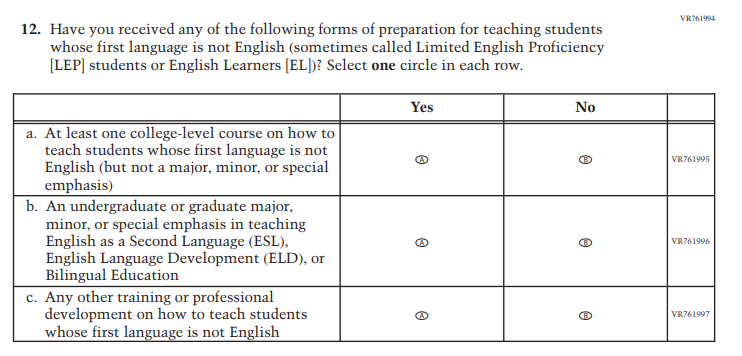 VR761994
12. Have you received any of the following forms of preparation for teaching students
whose first language is not English (sometimes called Limited English Proficiency
[LEP] students or English Learners [EL])? Select one circle in each row.
Yes No
a. At least one college-level course on how to
teach students whose first language is not
English (but not a major, minor, or special
emphasis)
A B VR761995
b. An undergraduate or graduate major,
minor, or special emphasis in teaching
English as a Second Language (ESL),
English Language Development (ELD), or
Bilingual Education
A B VR761996
c. Any other training or professional
development on how to teach students
whose first language is not English
A B VR761997